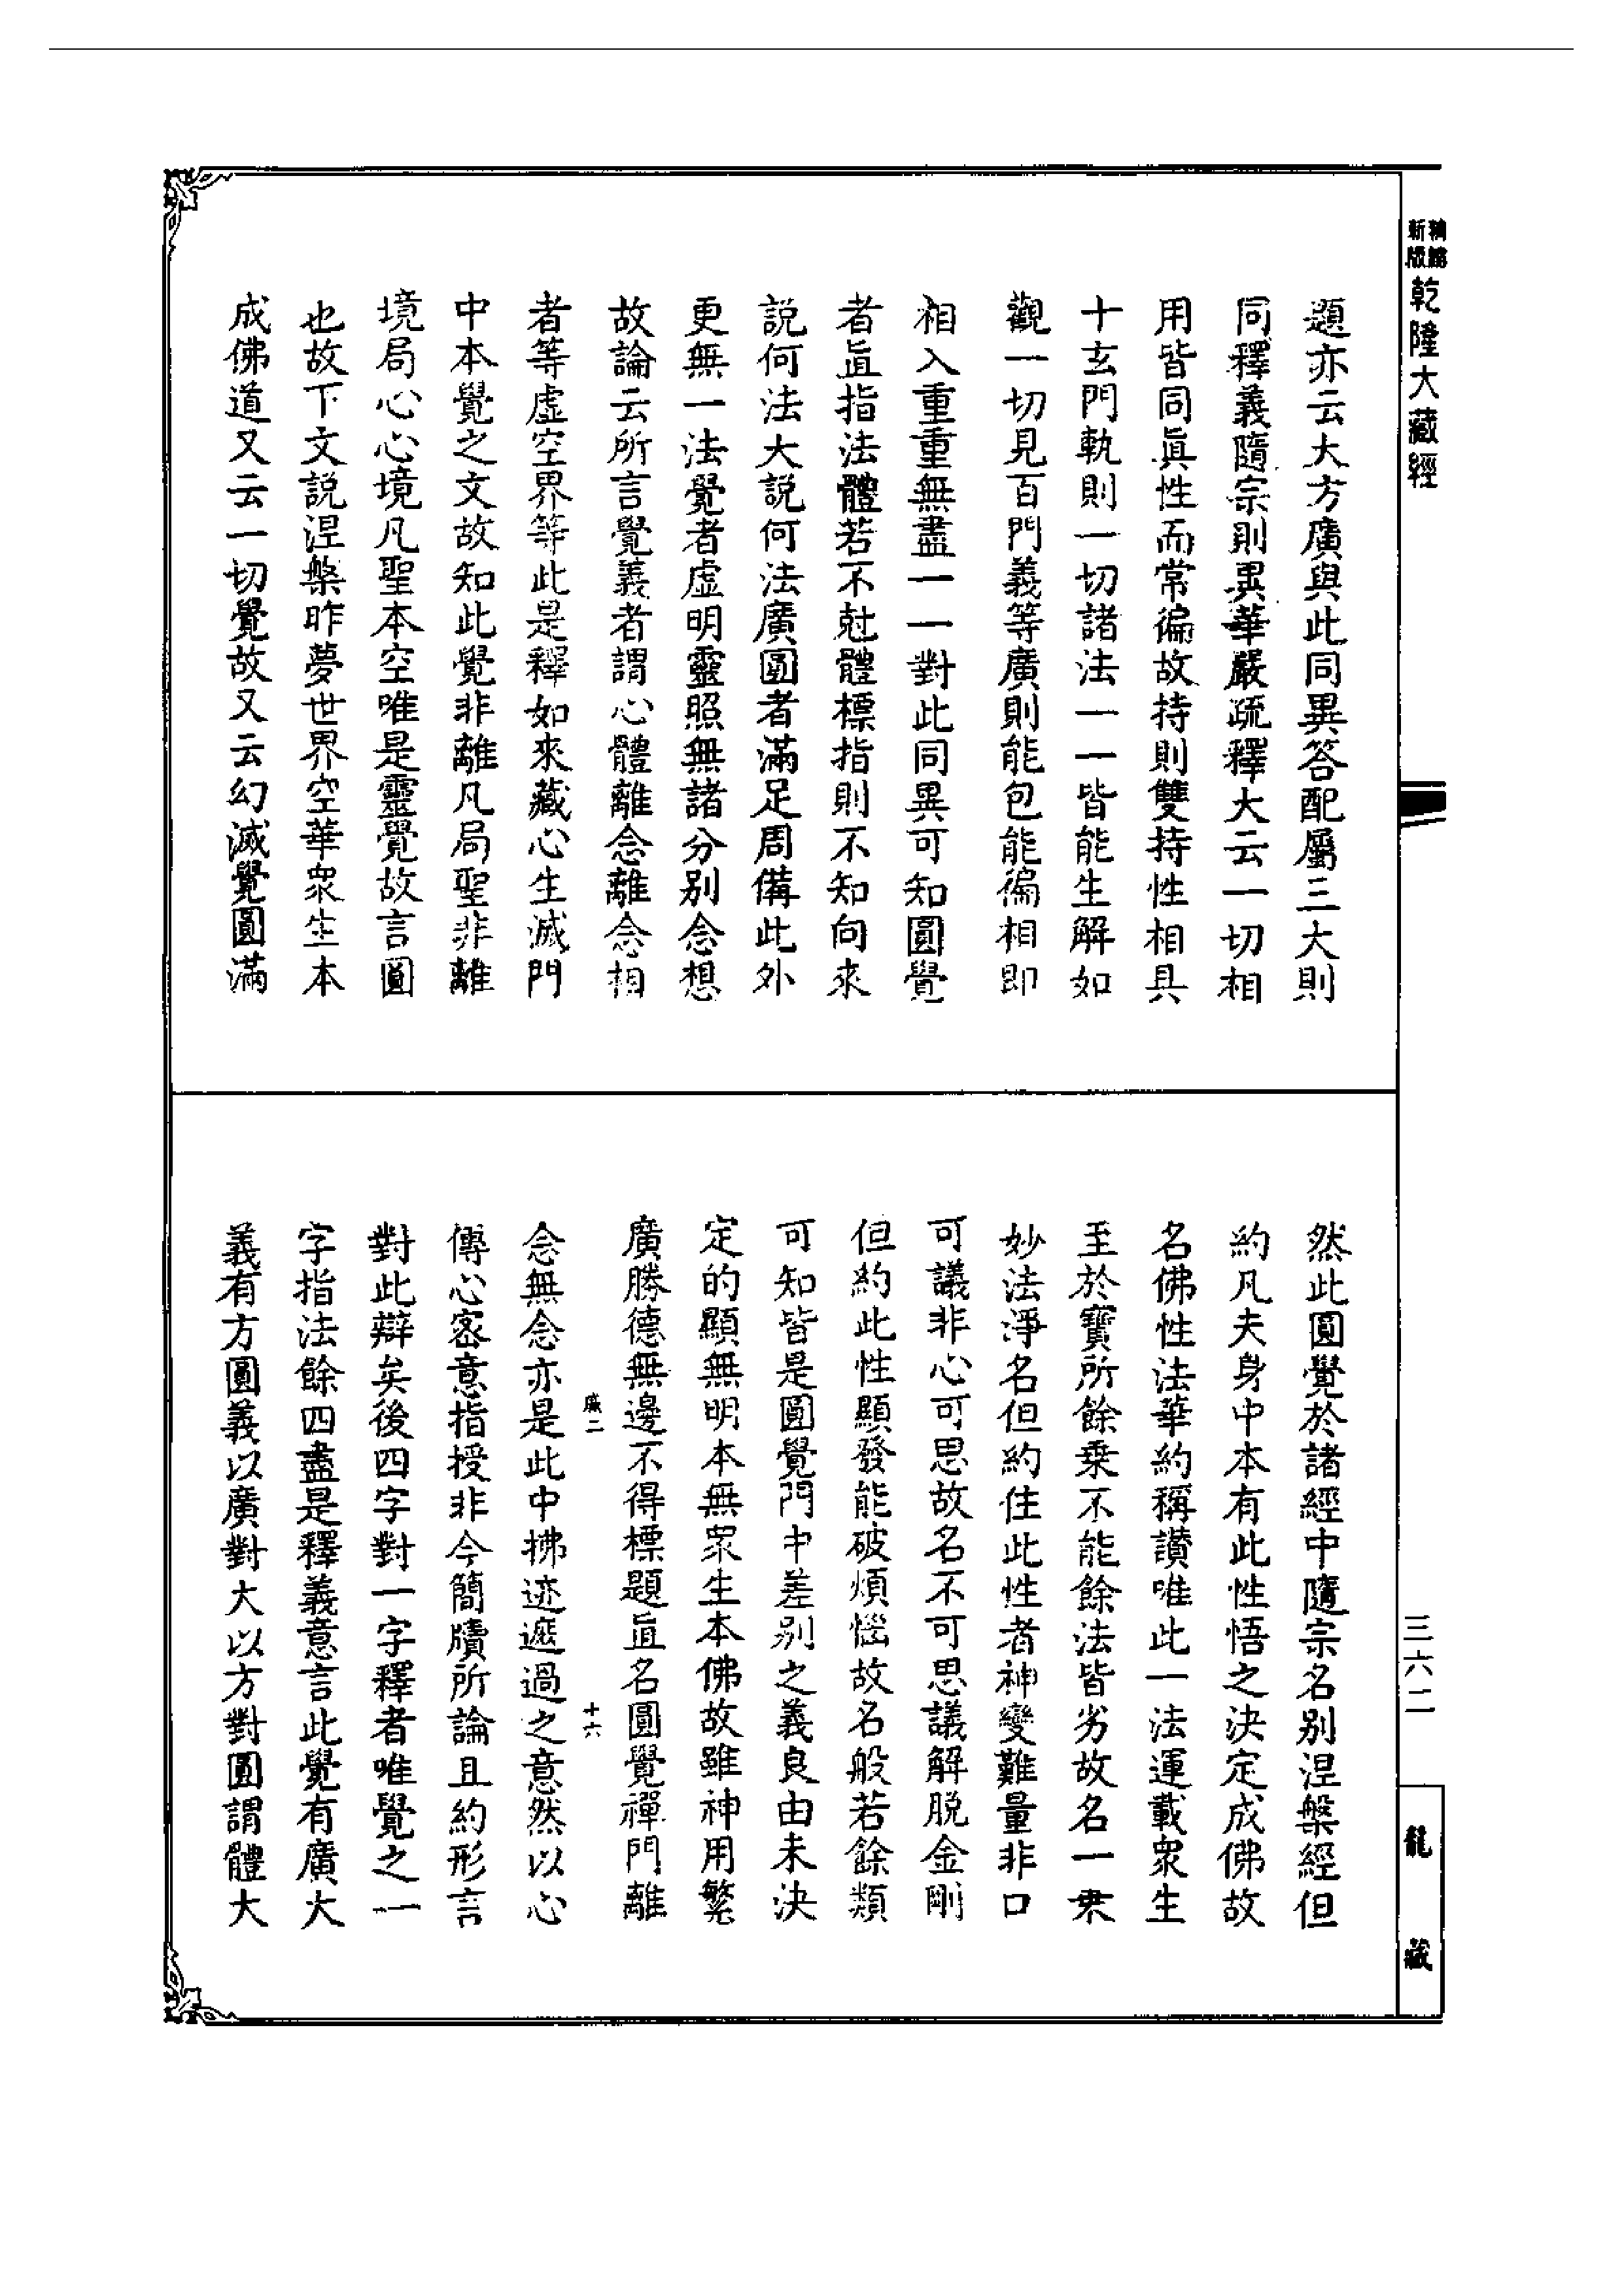 精縮
新版
乾隆大藏經
題亦云大方廣與此同異答配屬三大則
同釋義隨宗則異華嚴疏釋大云一切相
用皆同眞性而常徧故持則雙持性相具
十玄門軌則一切諸法一一皆能生解如
觀一切見百門義等廣則能包能徧相即
相入重重無盡一一對此同異可知圓覺
者直指法體若不尅體標指則不知向來
説何法大説何法廣圓者滿足周備此外
更無一法覺者虛明靈照無諸分別念想
故論云所言覺義者謂心體離念離念相
者等虛空界等此是釋如來藏心生滅門
中本覺之文故知此覺非離凡局聖非離
境局心心境凡聖本空唯是靈覺故言圓
也故下文説涅槃昨夢世界空華眾生本
成佛道又云一切覺故又云幻滅覺圓滿
然此圓覺於諸經中隨宗名別涅槃經但
約凡夫身中本有此性悟之決定成佛故
名佛性法華約稱讚唯此一法運載眾生
至於寶所餘乗不能餘法皆劣故名一乗
妙法淨名但約住此性者神變難量非口
可議非心可思故名不可思議解脱金剛
但約此性顯發能破煩惱故名般若餘類
可知皆是圓覺門中差別之義良由未決
定的顯無明本無眾生本佛故雖神用繁
廣勝德無邊不得標題直名圓覺禪門離
念無念亦是此中拂迹遮過之意然以心
傳心密意指授非今簡牘所論且約形言
對此辯矣後四字對一字釋者唯覺之一
字指法餘四盡是釋義意言此覺有廣大
義有方圓義以廣對大以方對圓謂體大
十六
三六二
龍藏